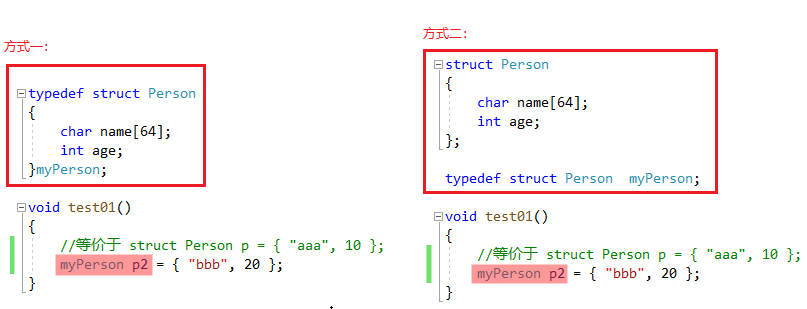 方式一:
typedef struct Person
{
char name[64];
int age;
}myPerson;
void test01()
{
//等价于 struct Person p = { "aaa", 10 };
myPerson p2 = { "bbb", 20 };
}
方式二:
struct Person
{
char name[64];
int age;
};
typedef struct Person myPerson;
void test01()
{
//等价于 struct Person p = { "aaa", 10 };
myPerson p2 = { "bbb", 20 };
}